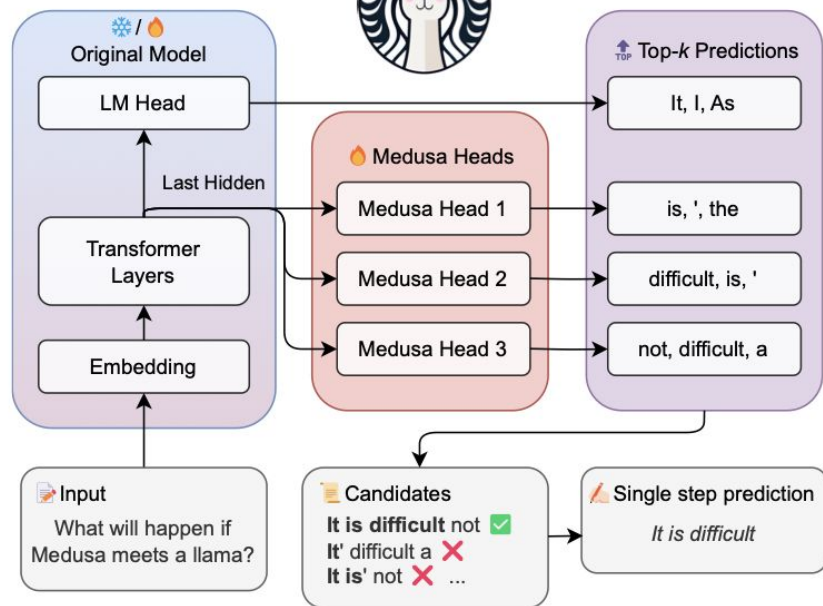 /
Original Model
LM Head
Last Hidden
Transformer
Layers
Embedding
Medusa Heads
Medusa Head 1
Medusa Head 2
Medusa Head 3
TOP
Top-k Predictions
It, I, As
is, ', the
difficult, is, '
not, difficult, a
Input
What will happen if
Medusa meets a llama?
Candidates
It is difficult not
It' difficult a
It is' not ...
Single step prediction
It is difficult